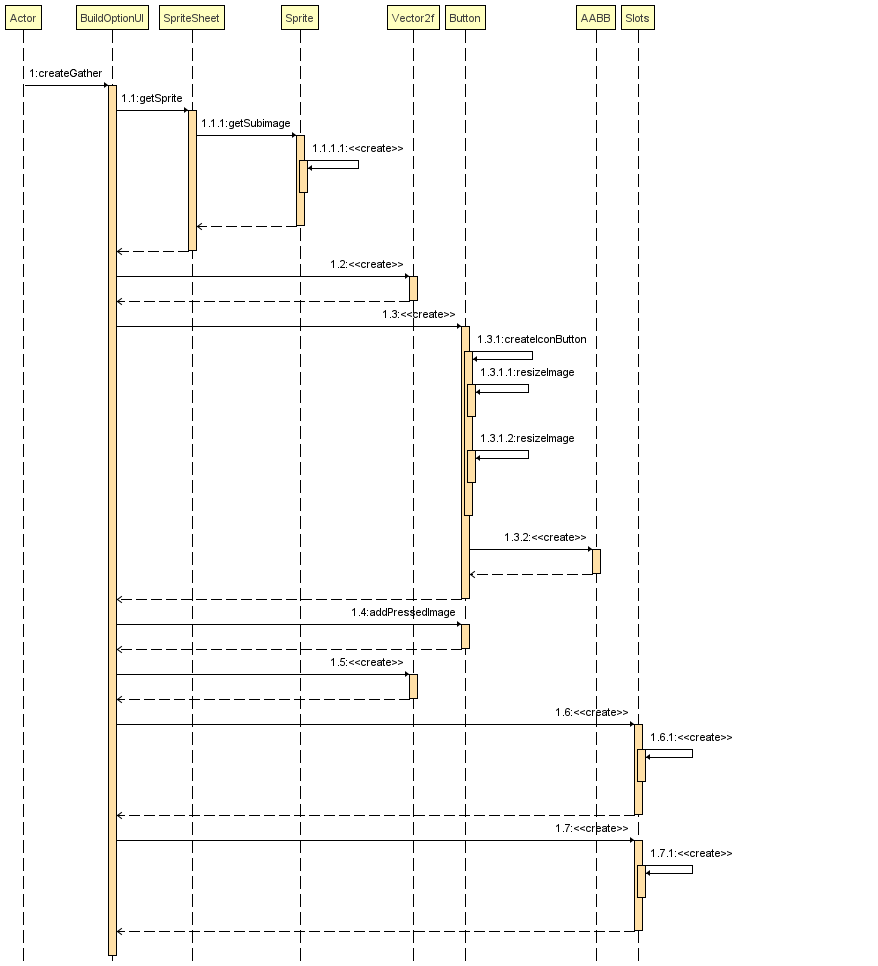 Actor
BuildOptionUI
SpriteSheet
Sprite
Vector2f
Button
AABB
Slots
1:createGather
1.1:getSprite
1.1.1:getSubimage
1.1.1.1:<<create>>
1.2:<<create>>
1.3:<<create>>
1.3.1:createIconButton
1.3.1.1:resizeImage
1.3.1.2:resizeImage
1.3.2:<<create>>
1.4:addPressedImage
1.5:<<create>>
1.6:<<create>>
1.6.1:<<create>>
1.7:<<create>>
1.7.1:<<create>>